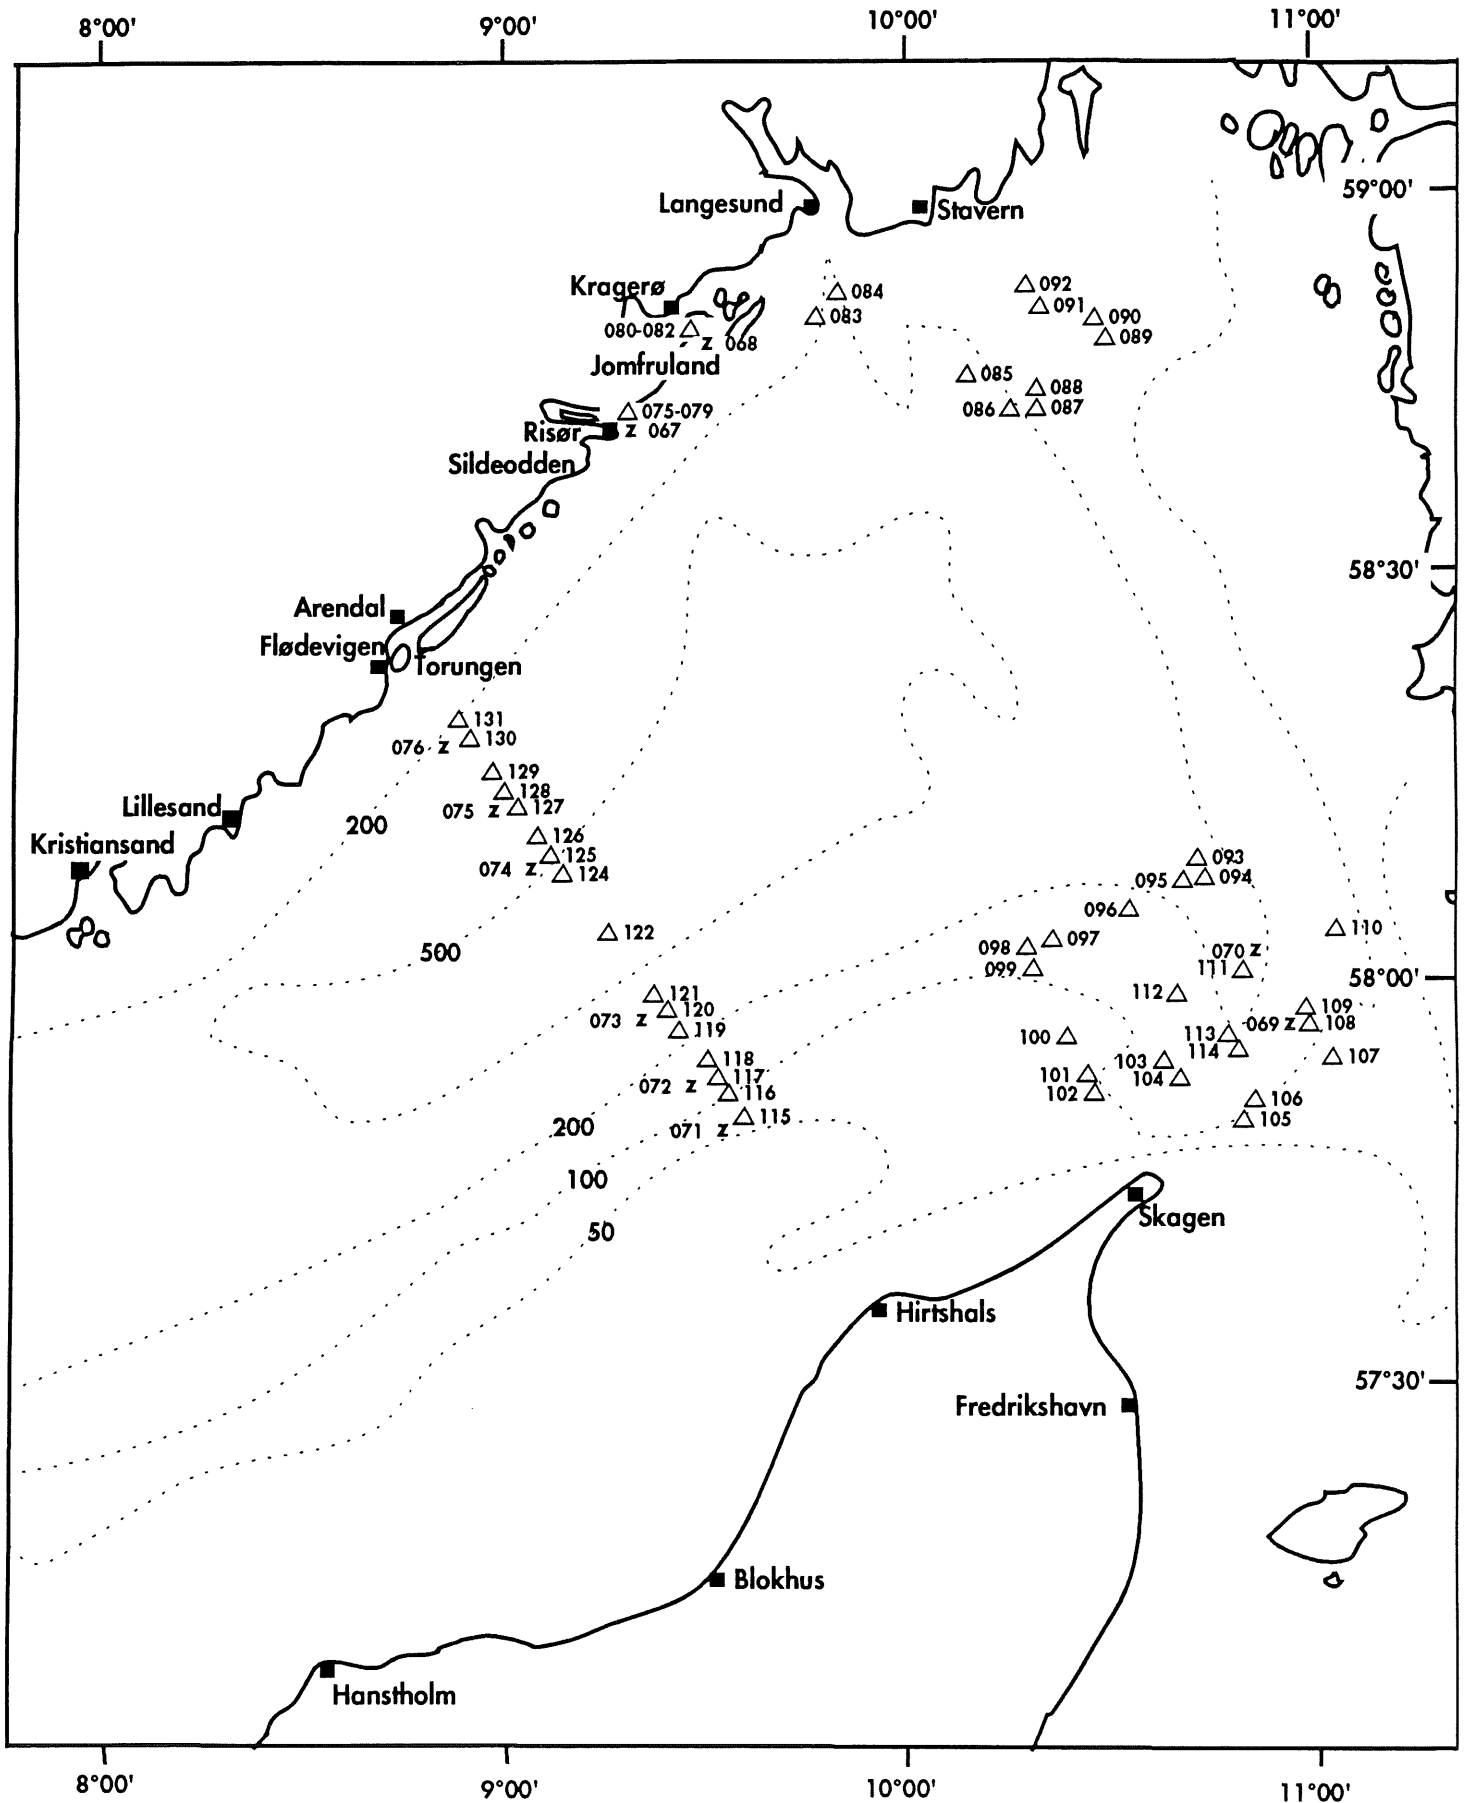 8°00' 9°00' 10°00' 11°00'
59°00'
Langesund
Stavern
Kragerø
092
084
091
083
090
080-082
z 068
089
Jomfruland
085
088
075-079
086
087
Risør
z 067
Sildeodden
58°30'
Arendal
Flødevigen
Torungen
131
130
076 z
129
128
Lillesand
127
075 z
200
126
Kristiansand
125
093
074 z
124
095
094
096
110
122
097
098
500
070 z
099
111
58°00'
121
112
120
109
073 z
069 z
108
119
113
100
114
118
103
107
117
101
104
072 z
116
102
106
115
105
200
071 z
100
Skagen
50
Hirtshals
57°30'
Fredrikshavn
Blokhus
Hanstholm
8°00' 9°00' 10°00' 11°00'